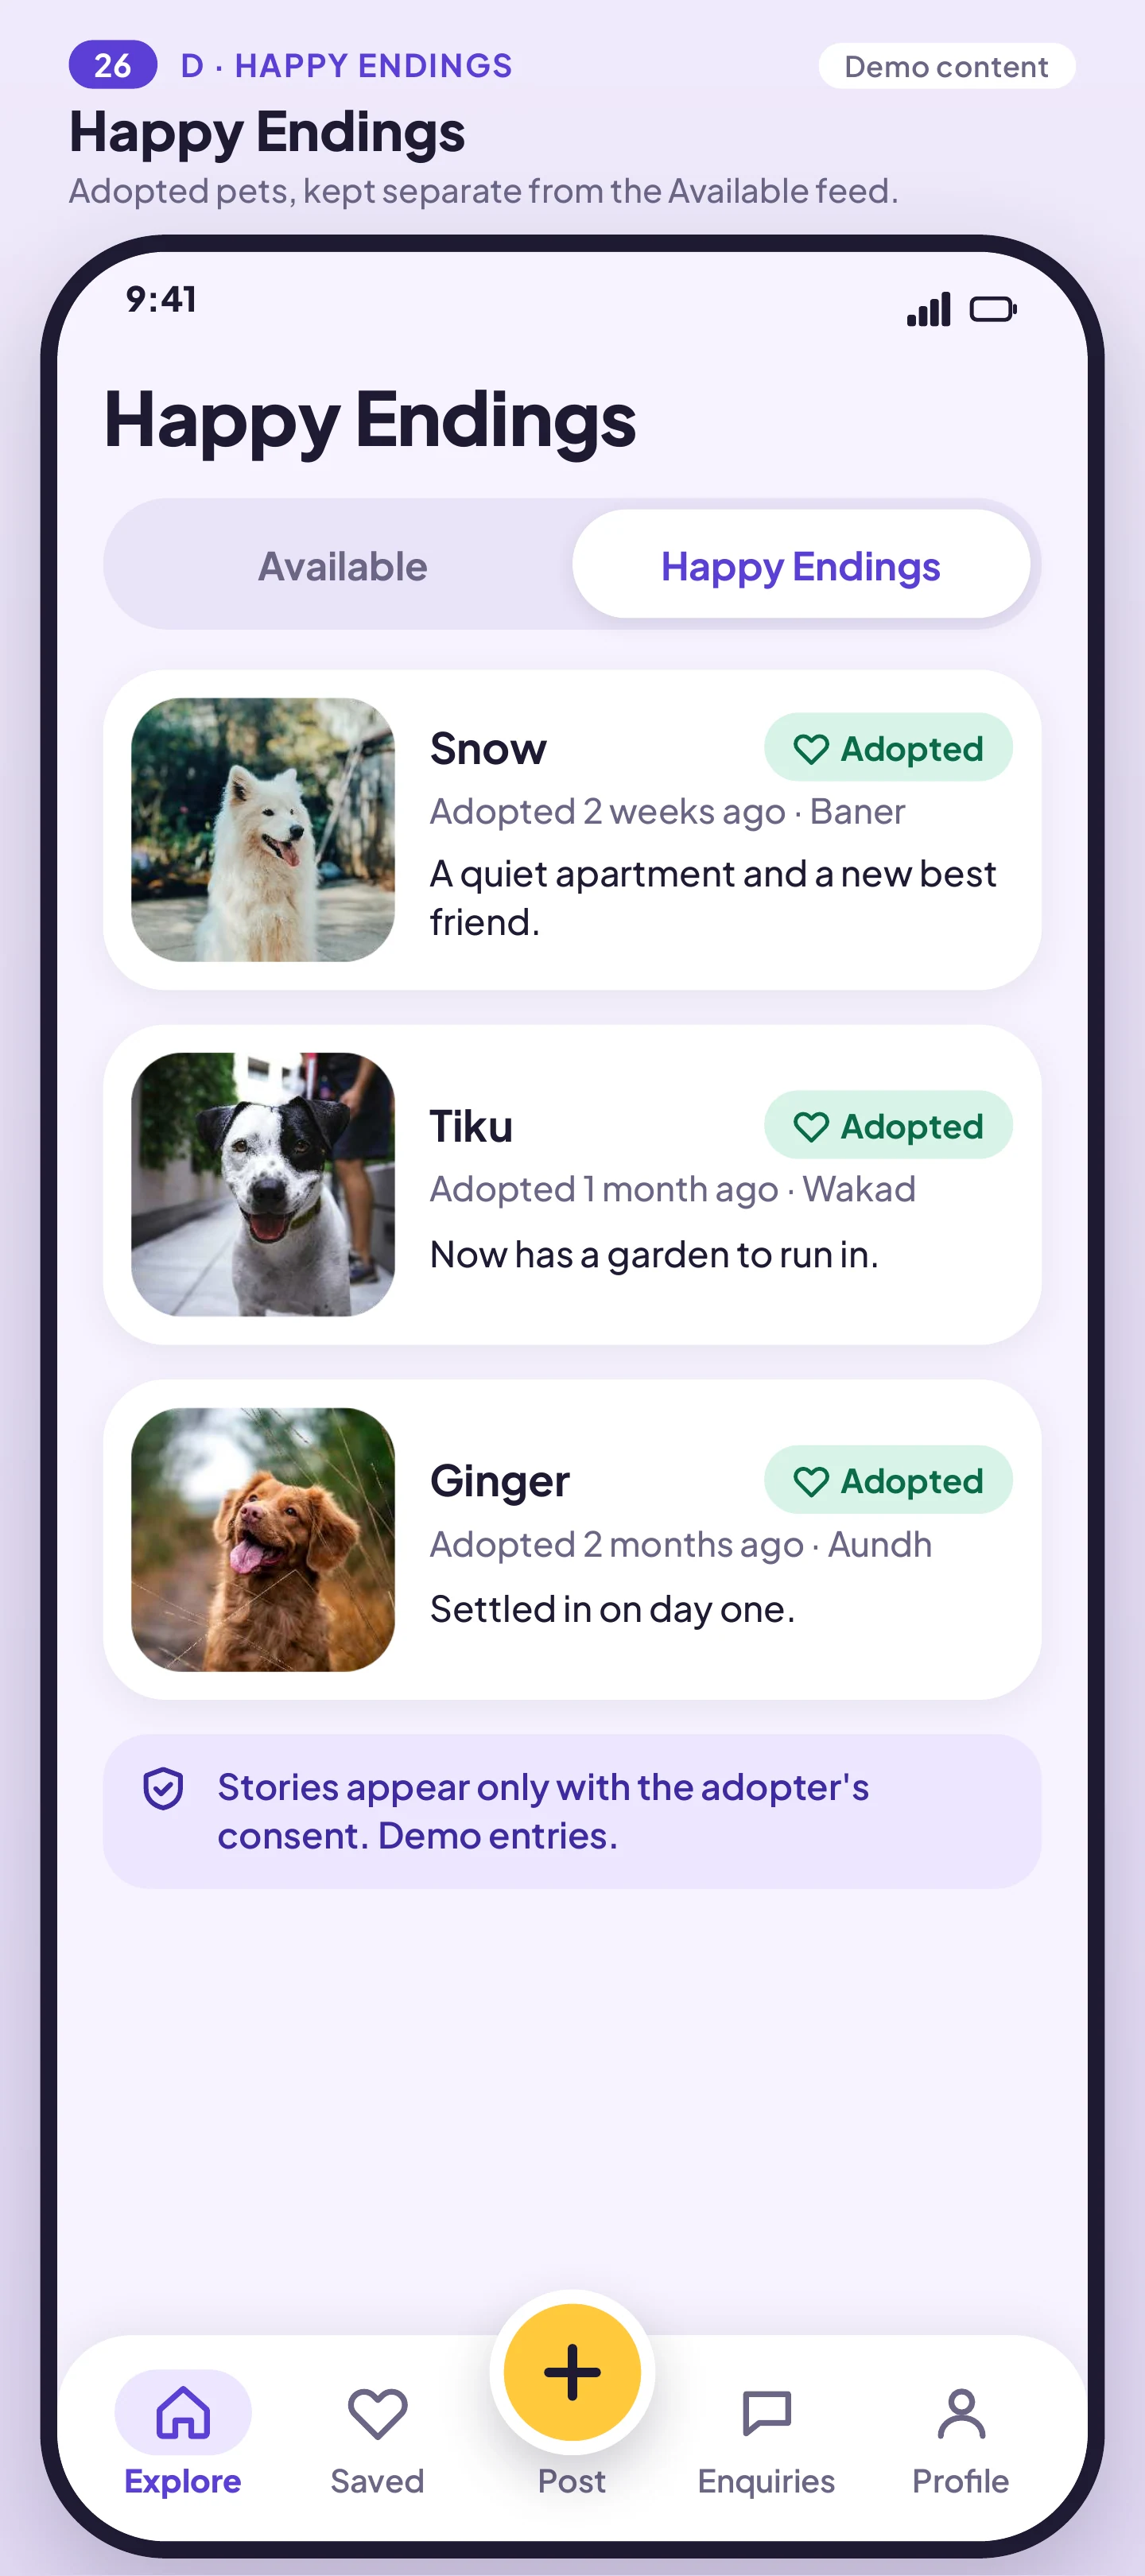 26 D · HAPPY ENDINGS Demo content
Happy Endings
Adopted pets, kept separate from the Available feed.
9:41
Happy Endings
Available Happy Endings
Snow Adopted
Adopted 2 weeks ago · Baner
A quiet apartment and a new best
friend.
Tiku Adopted
Adopted 1 month ago · Wakad
Now has a garden to run in.
Ginger Adopted
Adopted 2 months ago · Aundh
Settled in on day one.
Stories appear only with the adopter's
consent. Demo entries.
Explore Saved Post Enquiries Profile